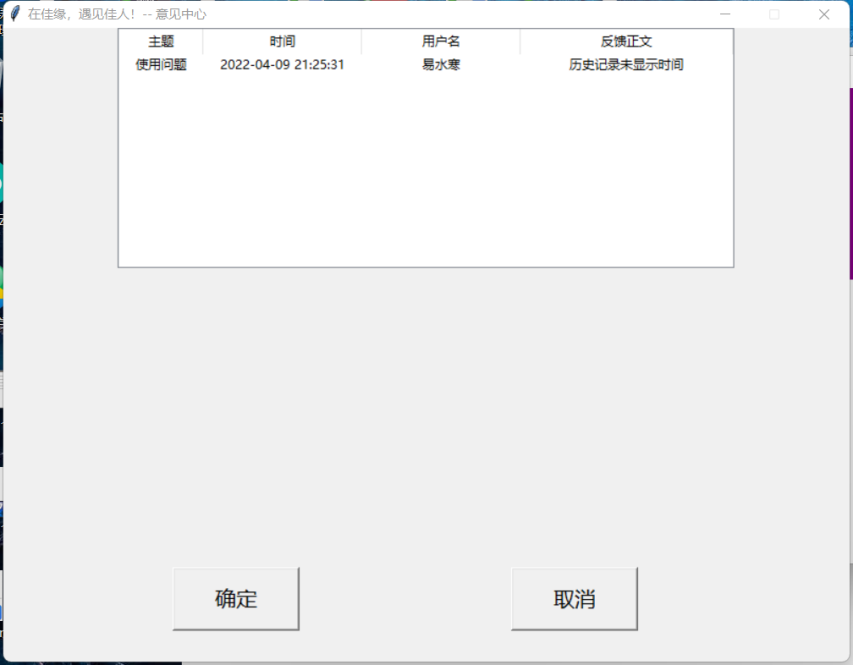 在佳缘，遇见佳人！-- 意见中心
主题 时间 用户名 反馈正文
使用问题 2022-04-09 21:25:31 易水寒 历史记录未显示时间
确定 取消